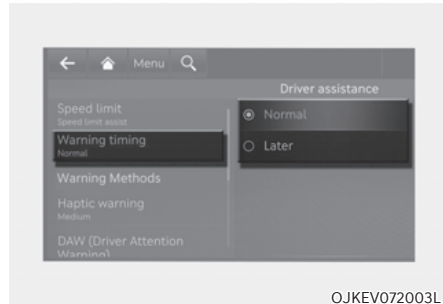 Menu
Driver assistance
Speed limit
Speed limit assist
Normal
Warning timing
Normal
Later
Warning Methods
Haptic warning
Medium
DAW (Driver Attention
Warning)
OJKEV072003L